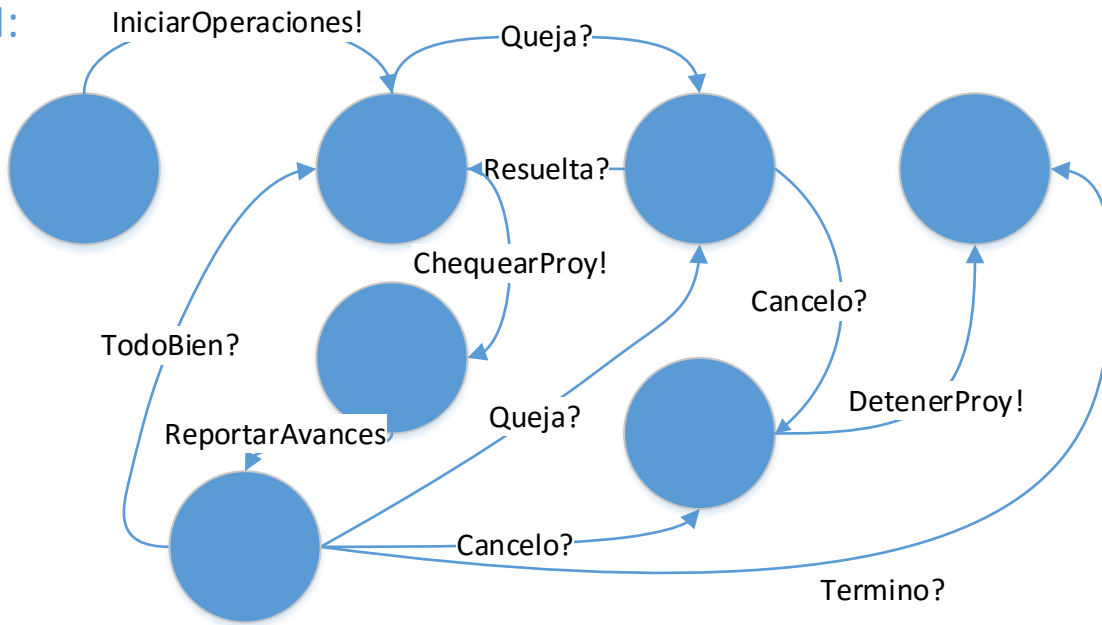 IniciarOperaciones!
Queja?
Resuelta?
ChequearProy!
Cancelo?
TodoBien?
DetenerProy!
Queja?
ReportarAvances
Cancelo?
Termino?